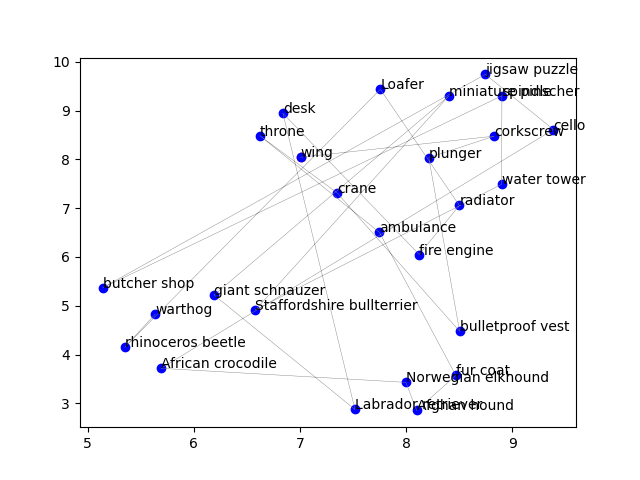 10
jigsaw puzzle
Loafer
miniature pinscher
9
desk
cello
throne
corkscrew
8
wing
plunger
water tower
crane
radiator
7
ambulance
6
fire engine
butcher shop
giant schnauzer
5
warthog
Staffordshire bullterrier
bulletproof vest
rhinoceros beetle
4
African crocodile
fur coat
Norwegian elkhound
3
Labrador retriever
Afghan hound
5 6 7 8 9